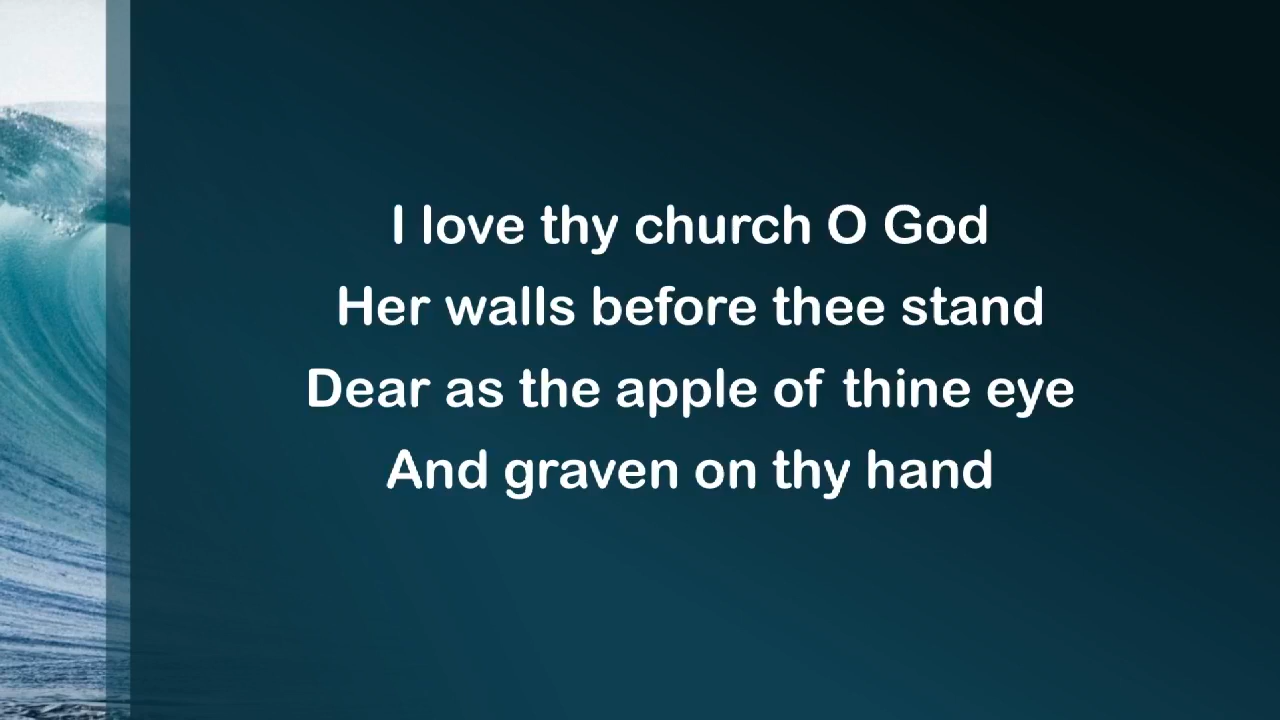 I love thy church O God
Her walls before thee stand
Dear as the apple of thine eye
And graven on thy hand